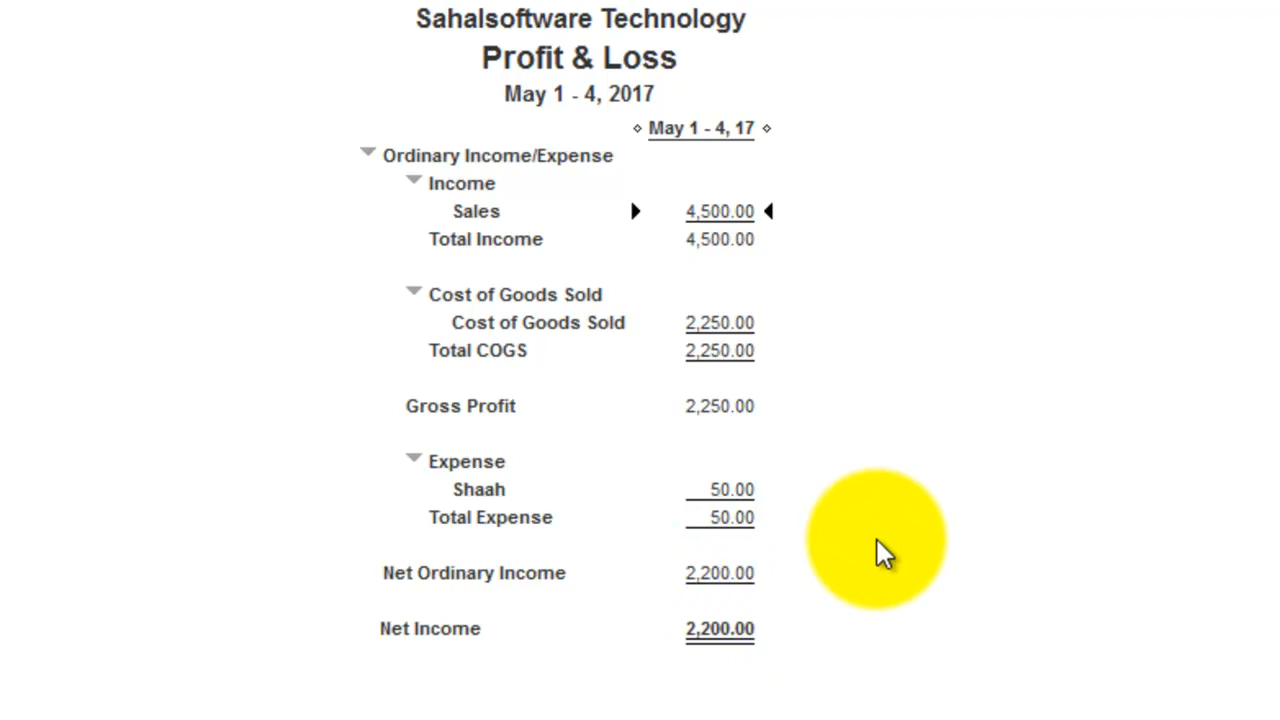 Sahalsoftware Technology
Profit & Loss
May 1 - 4, 2017
May 1 - 4, 17
Ordinary Income/Expense
Income
Sales 4,500.00
Total Income 4,500.00
Cost of Goods Sold
Cost of Goods Sold 2,250.00
Total COGS 2,250.00
Gross Profit 2,250.00
Expense
Shaah 50.00
Total Expense 50.00
Net Ordinary Income 2,200.00
Net Income 2,200.00